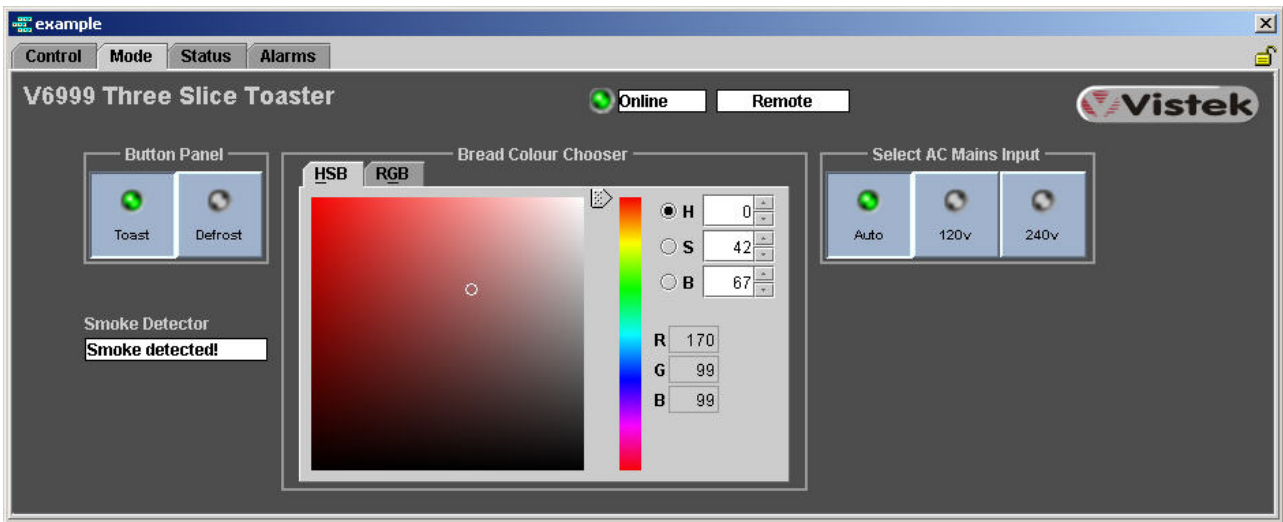 example
Control Mode Status Alarms
V6999 Three Slice Toaster
Online Remote
Vistek
Button Panel
Toast Defrost
Smoke Detector
Smoke detected!
Bread Colour Chooser
HSB RGB
H 0
S 42
B 67
R 170
G 99
B 99
Select AC Mains Input
Auto 120v 240v